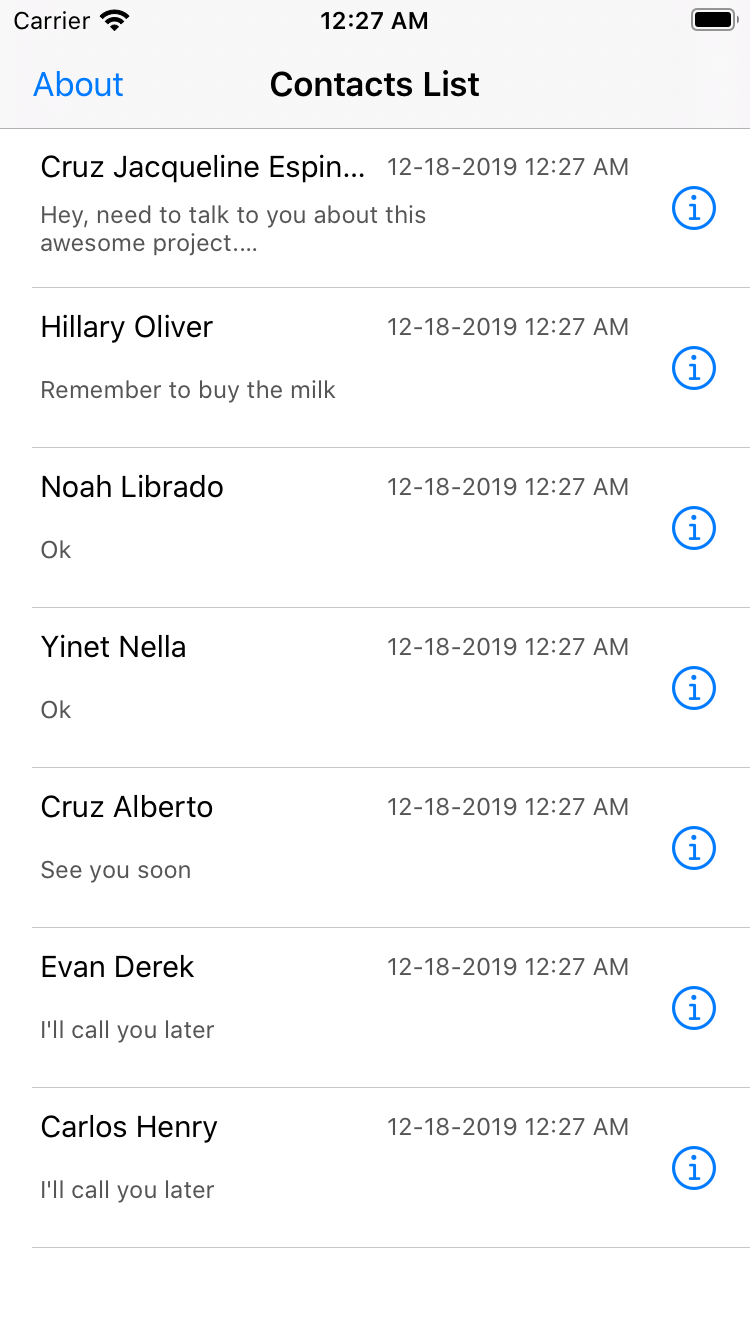 Carrier 12:27 AM
About Contacts List
Cruz Jacqueline Espin... 12-18-2019 12:27 AM
Hey, need to talk to you about this
awesome project....
Hillary Oliver 12-18-2019 12:27 AM
Remember to buy the milk
Noah Librado 12-18-2019 12:27 AM
Ok
Yinet Nella 12-18-2019 12:27 AM
Ok
Cruz Alberto 12-18-2019 12:27 AM
See you soon
Evan Derek 12-18-2019 12:27 AM
I'll call you later
Carlos Henry 12-18-2019 12:27 AM
I'll call you later